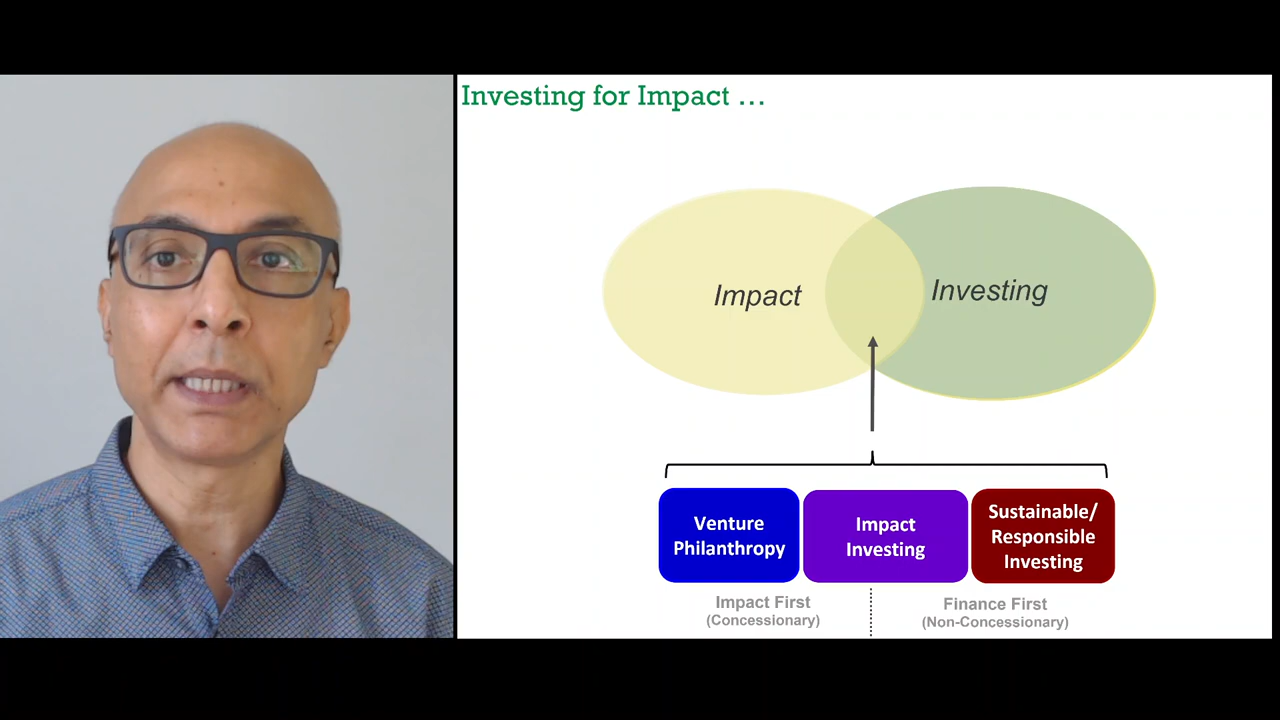 Investing for Impact …
Impact
Investing
Venture
Philanthropy
Impact
Investing
Sustainable/
Responsible
Investing
Impact First
(Concessionary)
Finance First
(Non-Concessionary)